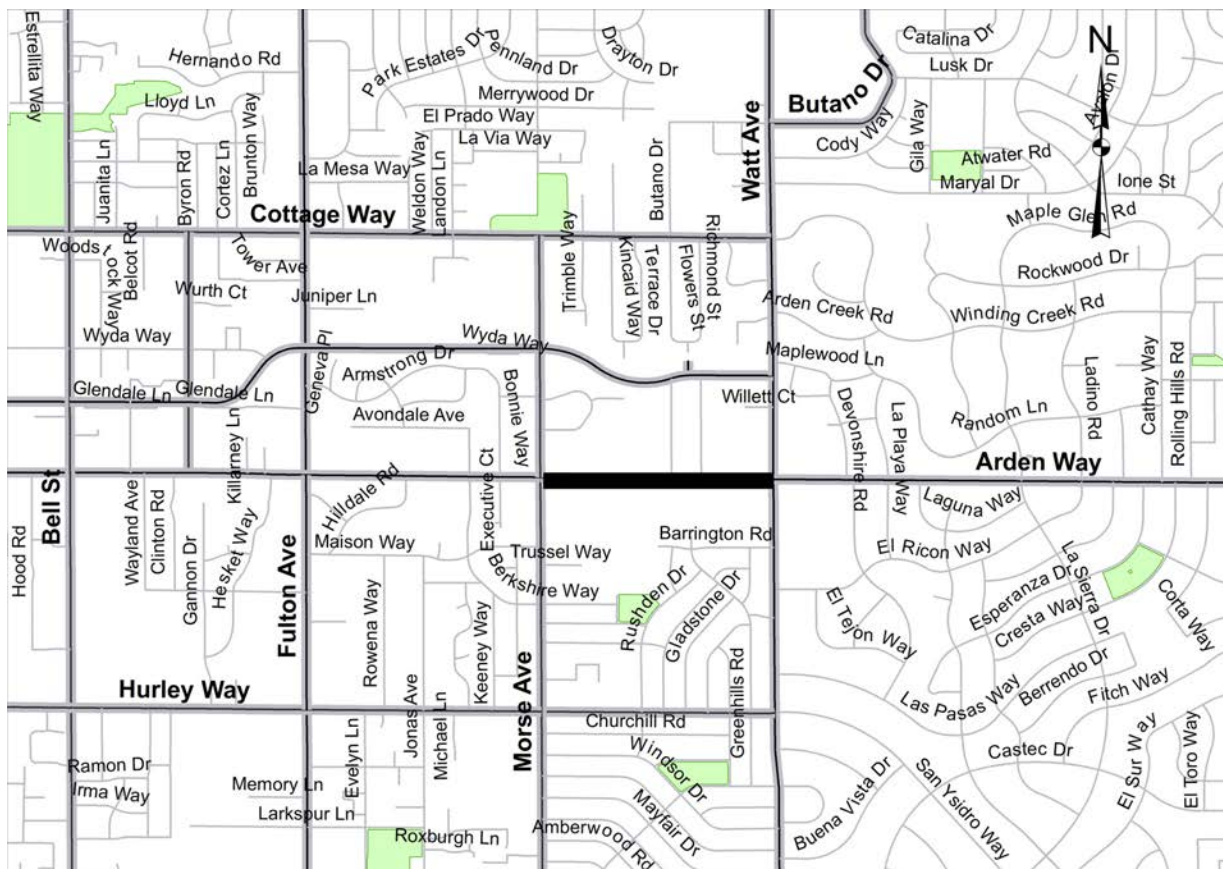 Estrellita Way
Hernando Rd
Park Estates Dr
Pennland Dr
Drayton Dr
Catalina Dr
N
Lusk Dr
Lloyd Ln
Merrywood Dr
Butano Dr
El Prado Way
La Via Way
Watt Ave
Cody Way
Gila Way
Atwater Rd
Maryal Dr
Ione St
La Mesa Way
Juanita Ln
Byron Rd
Cortez Ln
Brunton Way
Weldon Way
Landon Ln
Butano Dr
Cottage Way
Maple Glen Rd
Woodstock Way
Belcot Rd
Tower Ave
Trimble Way
Kincaid Way
Terrace Dr
Flowers St
Richmond St
Rockwood Dr
Wurth Ct
Juniper Ln
Arden Creek Rd
Winding Creek Rd
Wyda Way
Wyda Way
Geneva Pl
Armstrong Dr
Maplewood Ln
Ladino Rd
Cathay Way
Rolling Hills Rd
Glendale Ln
Glendale Ln
Bonnie Way
Willett Ct
Avondale Ave
Devonshire Rd
La Playa Way
Random Ln
Killarney Ln
Arden Way
Bell St
Hilldale Rd
Executive Ct
Laguna Way
Hood Rd
Wayland Ave
Clinton Rd
Gannon Dr
Hesket Way
Fulton Ave
Maison Way
Trussel Way
Barrington Rd
El Ricon Way
La Sierra Dr
Berkshire Way
Rushden Dr
Gladstone Dr
El Tejon Way
Esperanza Dr
Cresta Way
Corta Way
Rowena Way
Keeney Way
Hurley Way
Morse Ave
Greenhills Rd
Las Pasas Way
Berrendo Dr
Fitch Way
Jonas Ave
Michael Ln
Churchill Rd
Evelyn Ln
Windsor Dr
Castec Dr
El Sur Way
El Toro Way
Ramon Dr
Irma Way
Memory Ln
Larkspur Ln
Mayfair Dr
Buena Vista Dr
San Ysidro Way
Roxburgh Ln
Amberwood Rd